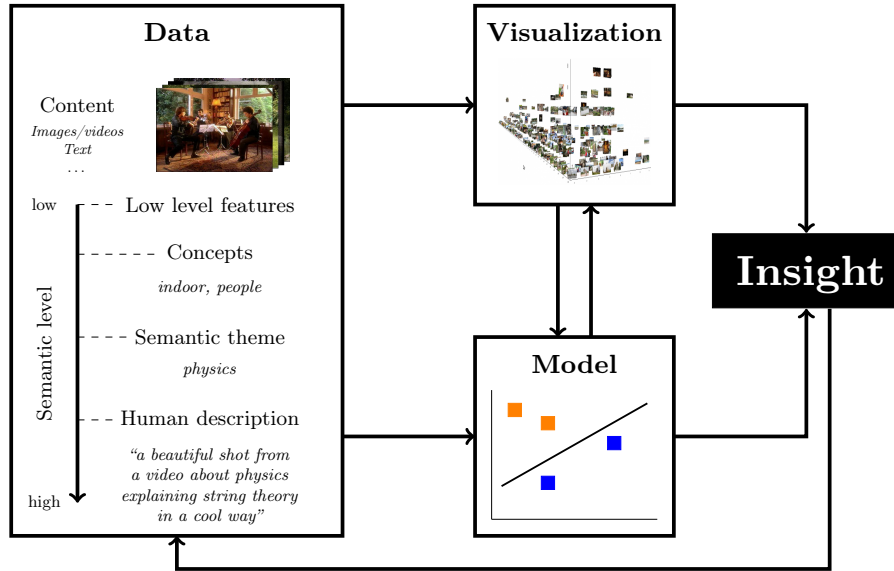 Data
Content
Images/videos
Text
...
low
Low level features
Concepts
indoor, people
Semantic level
Semantic theme
physics
Human description
“a beautiful shot from
a video about physics
explaining string theory
in a cool way”
high
Visualization
Model
Insight